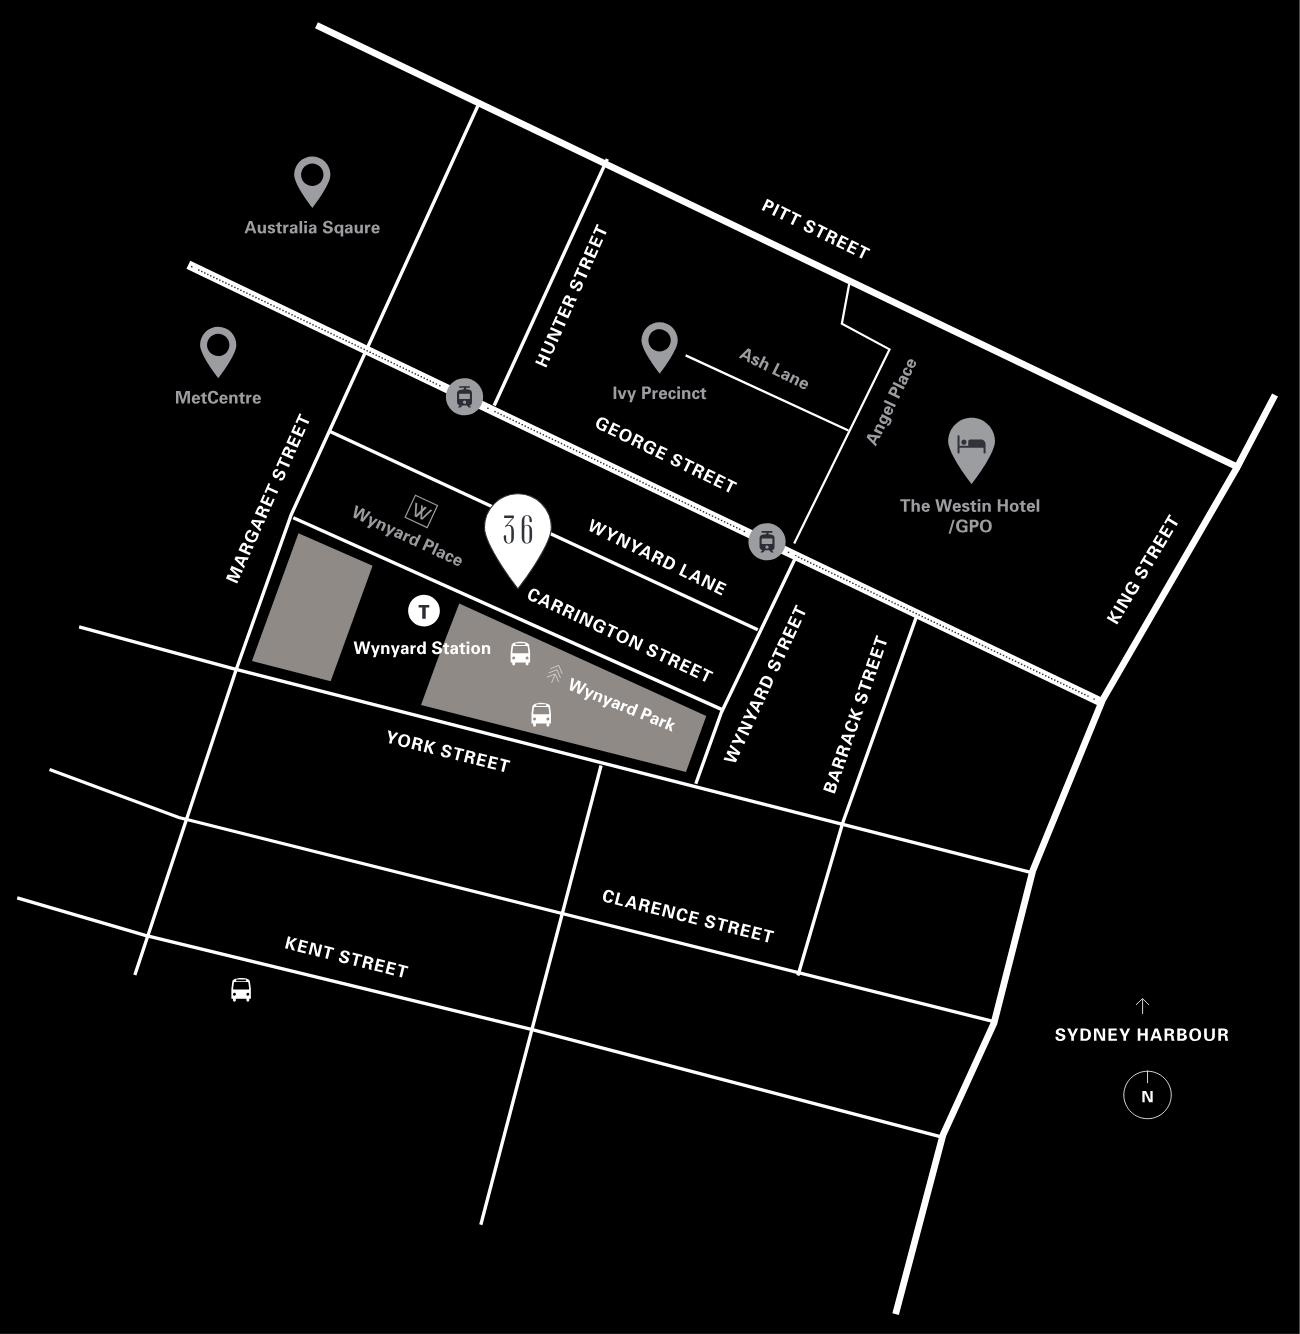 PITT STREET
Australia Sqaure
HUNTER STREET
MetCentre
Ivy Precinct
Ash Lane
Angel Place
GEORGE STREET
MARGARET STREET
The Westin Hotel
/GPO
W
Wynyard Place
36
WYNYARD LANE
KING STREET
CARRINGTON STREET
T
Wynyard Station
Wynyard Park
WYNYARD STREET
BARRACK STREET
YORK STREET
CLARENCE STREET
KENT STREET
SYDNEY HARBOUR
N